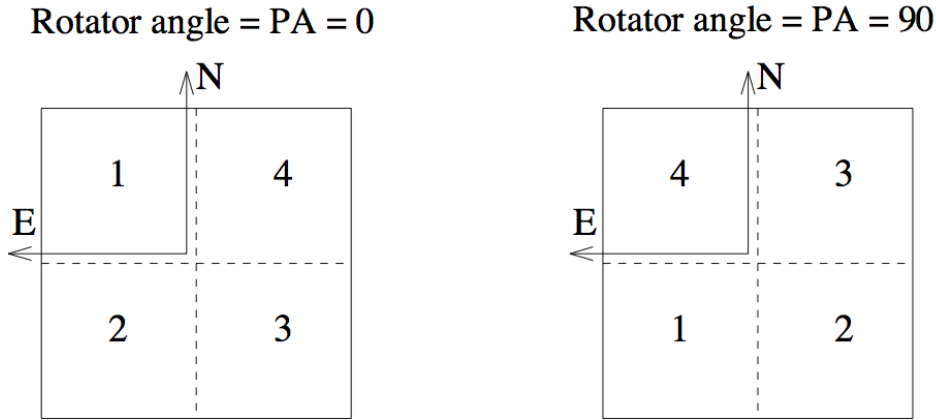 Rotator angle = PA = 0
N
1
4
E
2
3
Rotator angle = PA = 90
N
4
3
E
1
2